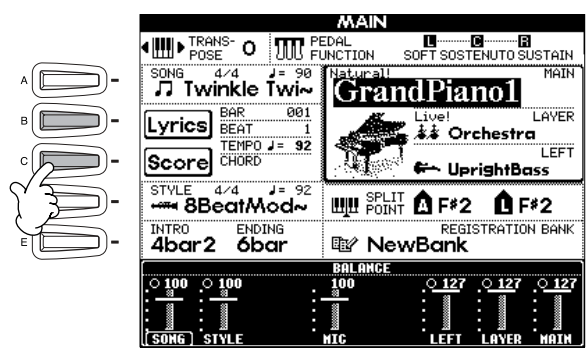 MAIN
TRANS-
POSE 0
PEDAL
FUNCTION
L C R
SOFT SOSTENUTO SUSTAIN
A
SONG 4/4 ♩= 90
Twinkle Twi~
Natural! MAIN
GrandPiano1
B
Lyrics
BAR 001
BEAT 1
Live! LAYER
Orchestra
C
Score
TEMPO ♩= 92
CHORD
LEFT
UprightBass
STYLE 4/4 ♩= 92
8BeatMod~
SPLIT
POINT A F#2 L F#2
E
INTRO ENDING
4bar2 6bar
REGISTRATION BANK
NewBank
BALANCE
100 100 100 127 127 127
SONG STYLE MIC LEFT LAYER MAIN